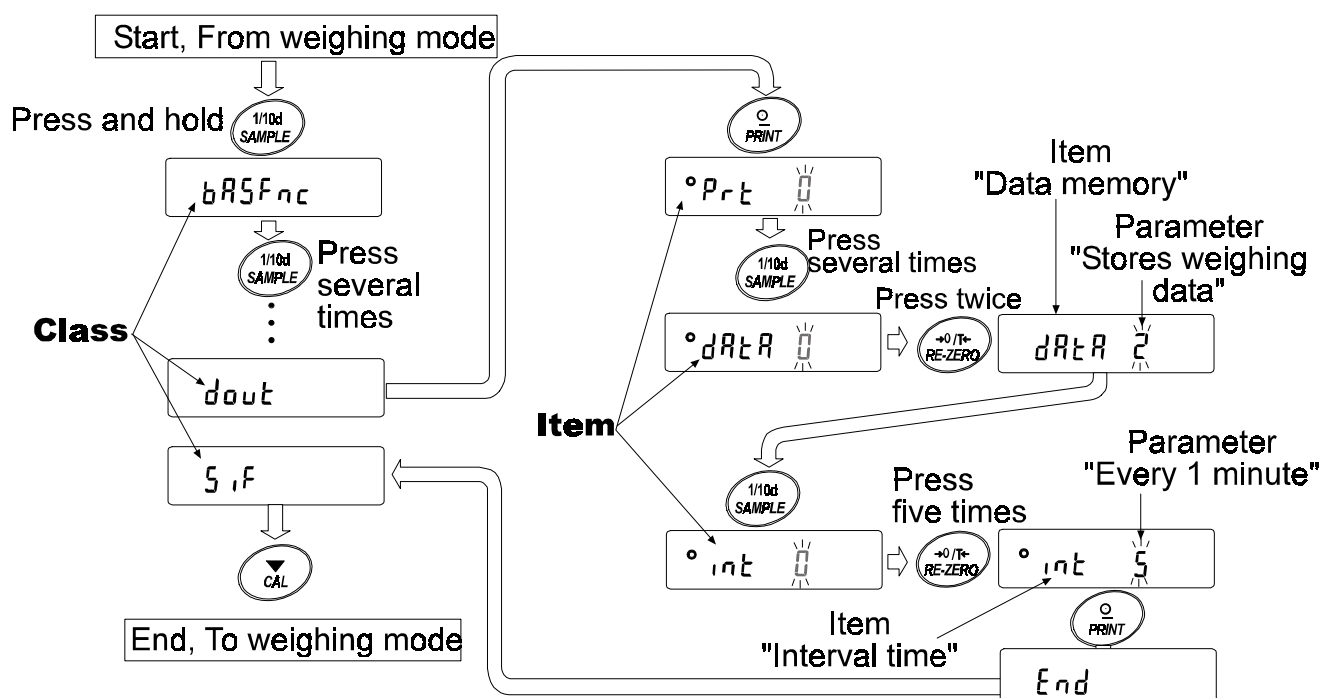 Start, From weighing mode
Press and hold
1/10d
SAMPLE
bASFnc
1/10d
SAMPLE
Press
several
times
Class
dout
S iF
CAL
End, To weighing mode
PRINT
Prt 0
1/10d
SAMPLE
Press
several times
dAtA 0
Press twice
→0/T←
RE-ZERO
Item
"Data memory"
Parameter
"Stores weighing
data"
dAtA 2
Item
1/10d
SAMPLE
int 0
Press
five times
→0/T←
RE-ZERO
Parameter
"Every 1 minute"
int 5
Item
"Interval time"
PRINT
End